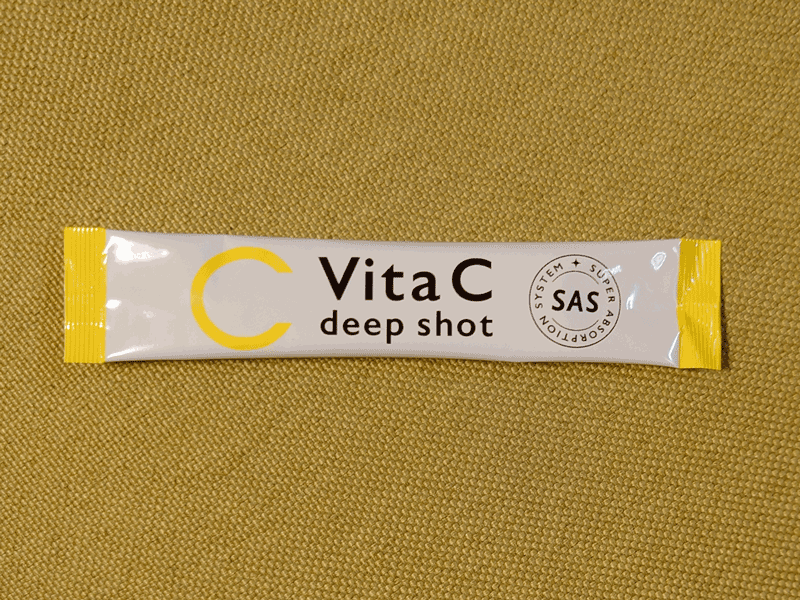 C
Vita C
deep shot
SAS
SUPER ABSORPTION SYSTEM